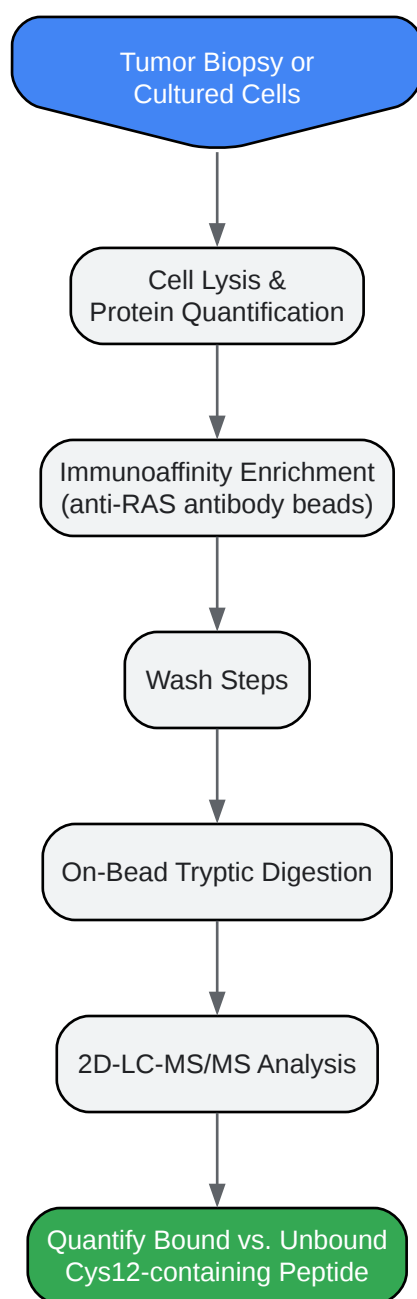 Tumor Biopsy or
Cultured Cells
Cell Lysis &
Protein Quantification
Immunoaffinity Enrichment
(anti-RAS antibody beads)
Wash Steps
On-Bead Tryptic Digestion
2D-LC-MS/MS Analysis
Quantify Bound vs. Unbound
Cys12-containing Peptide